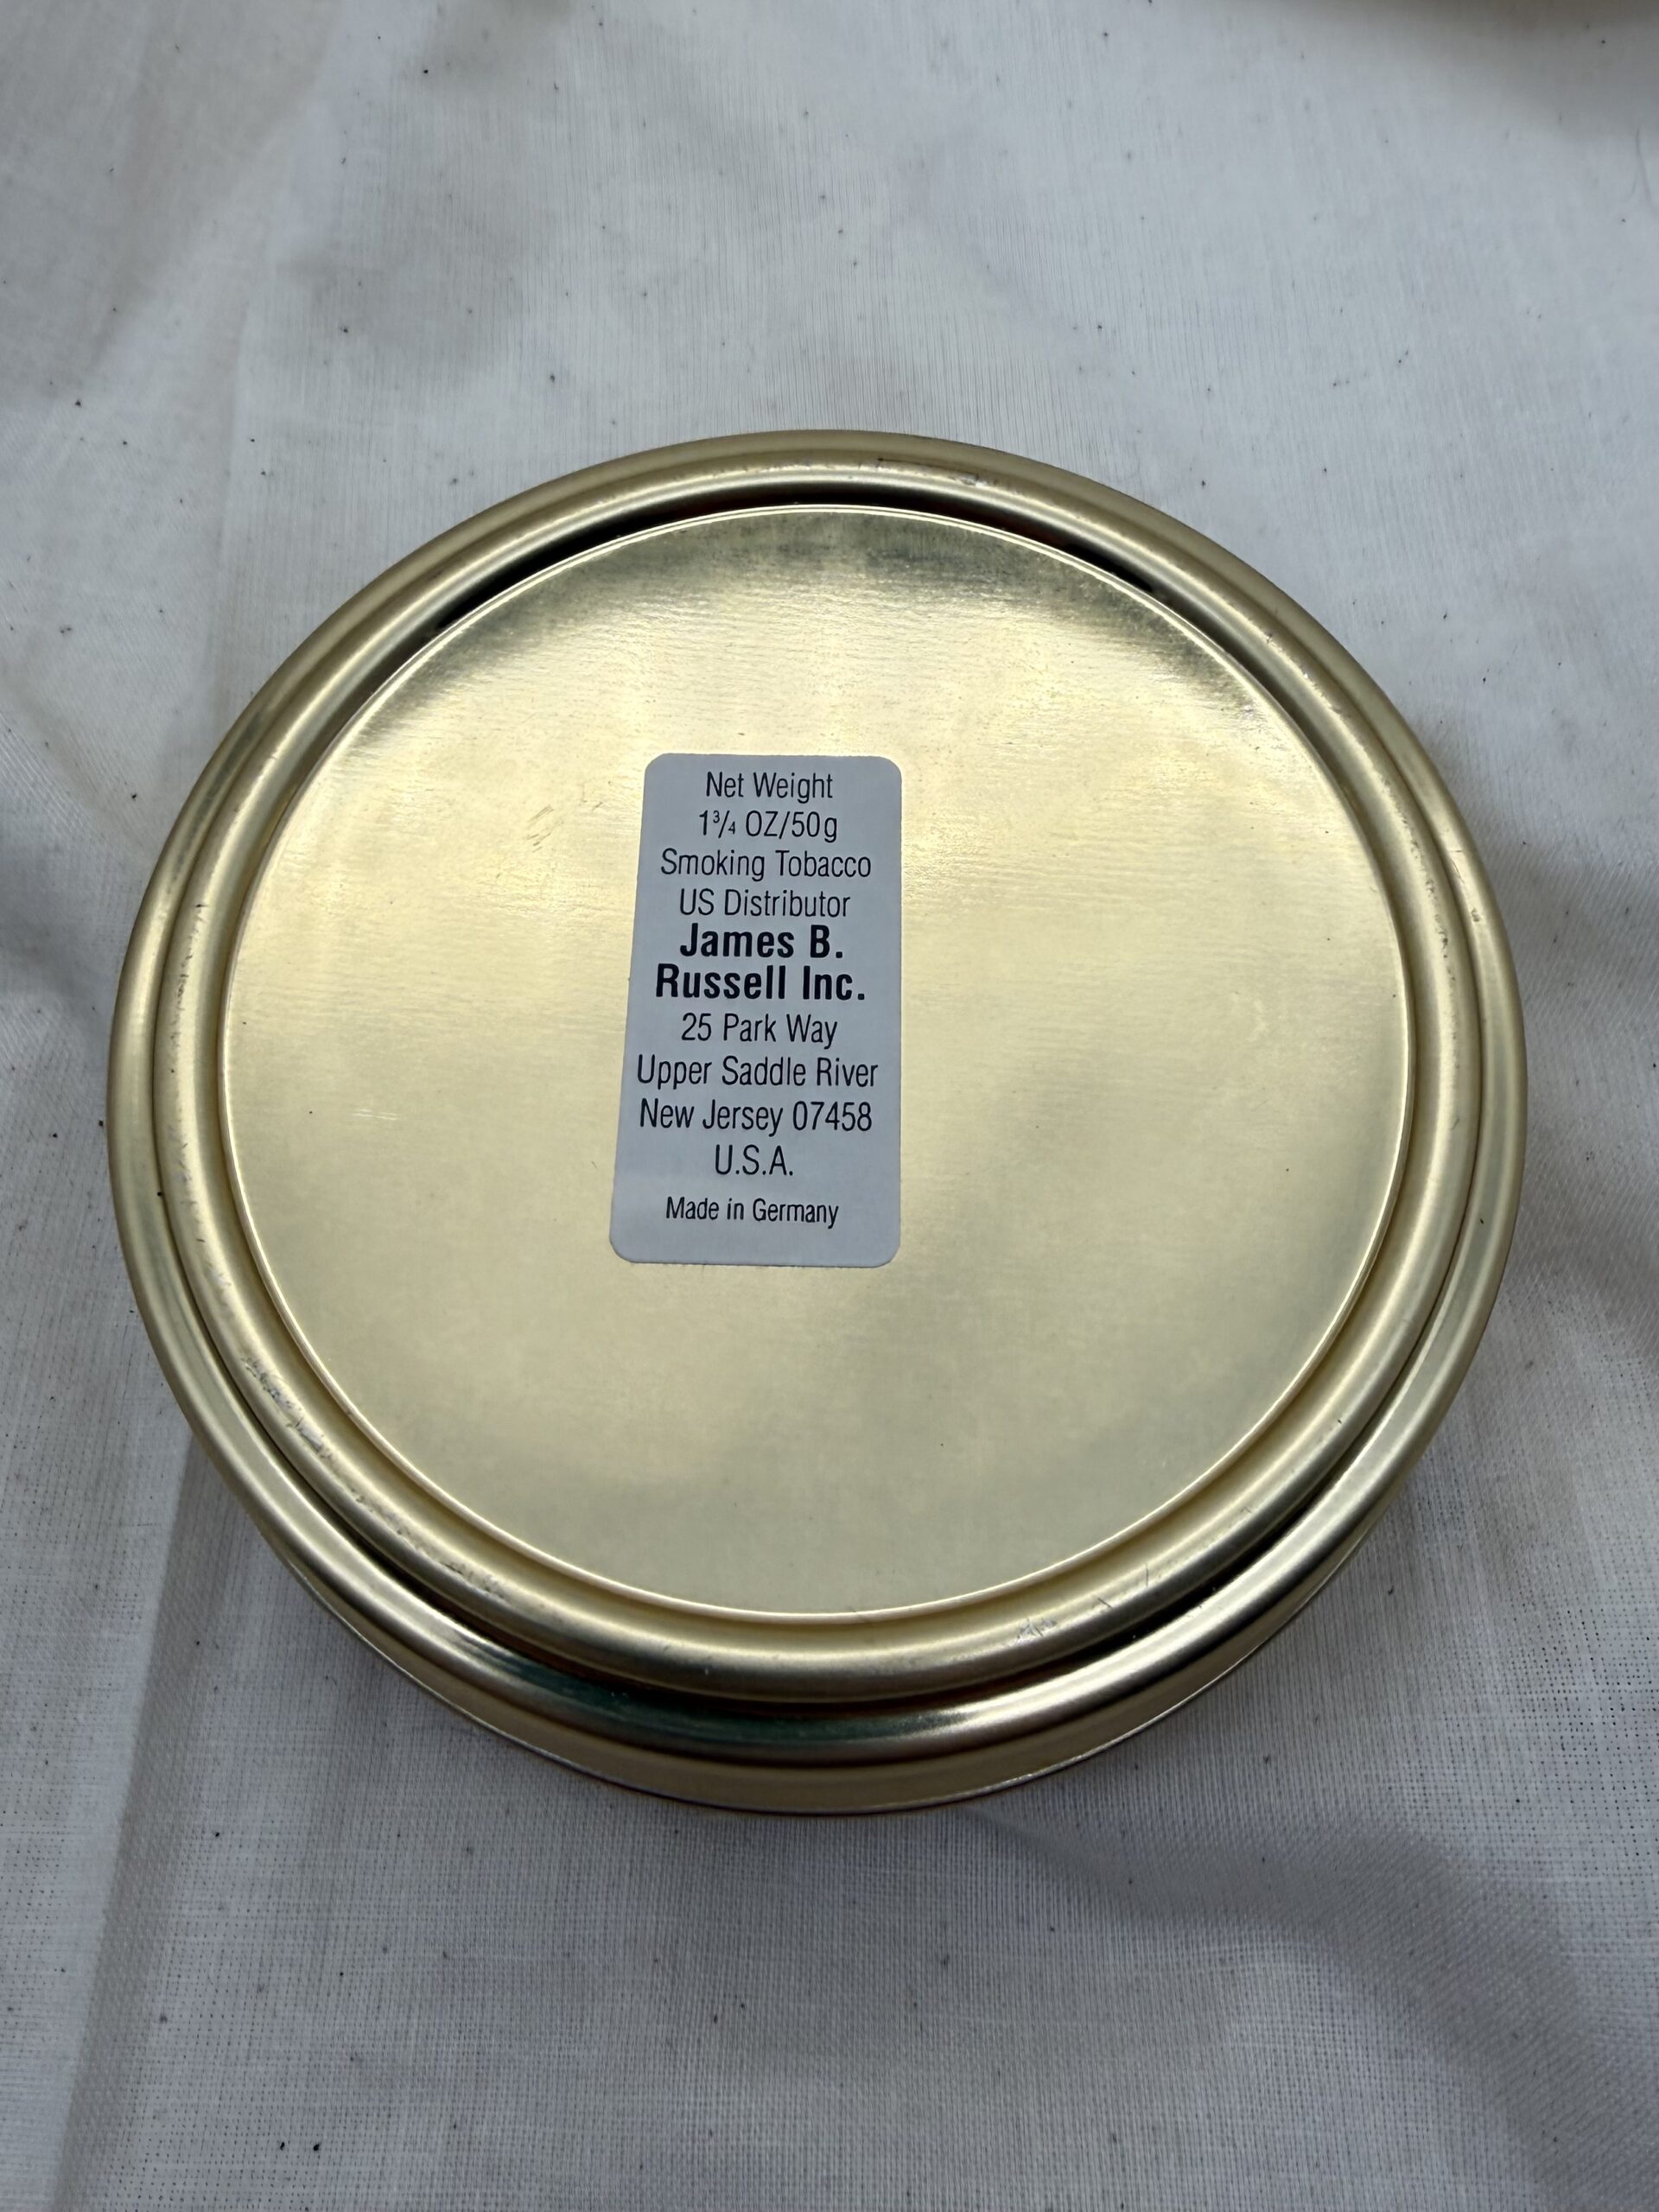 Net Weight
1³/₄ OZ/50g
Smoking Tobacco
US Distributor
James B.
Russell Inc.
25 Park Way
Upper Saddle River
New Jersey 07458
U.S.A.
Made in Germany